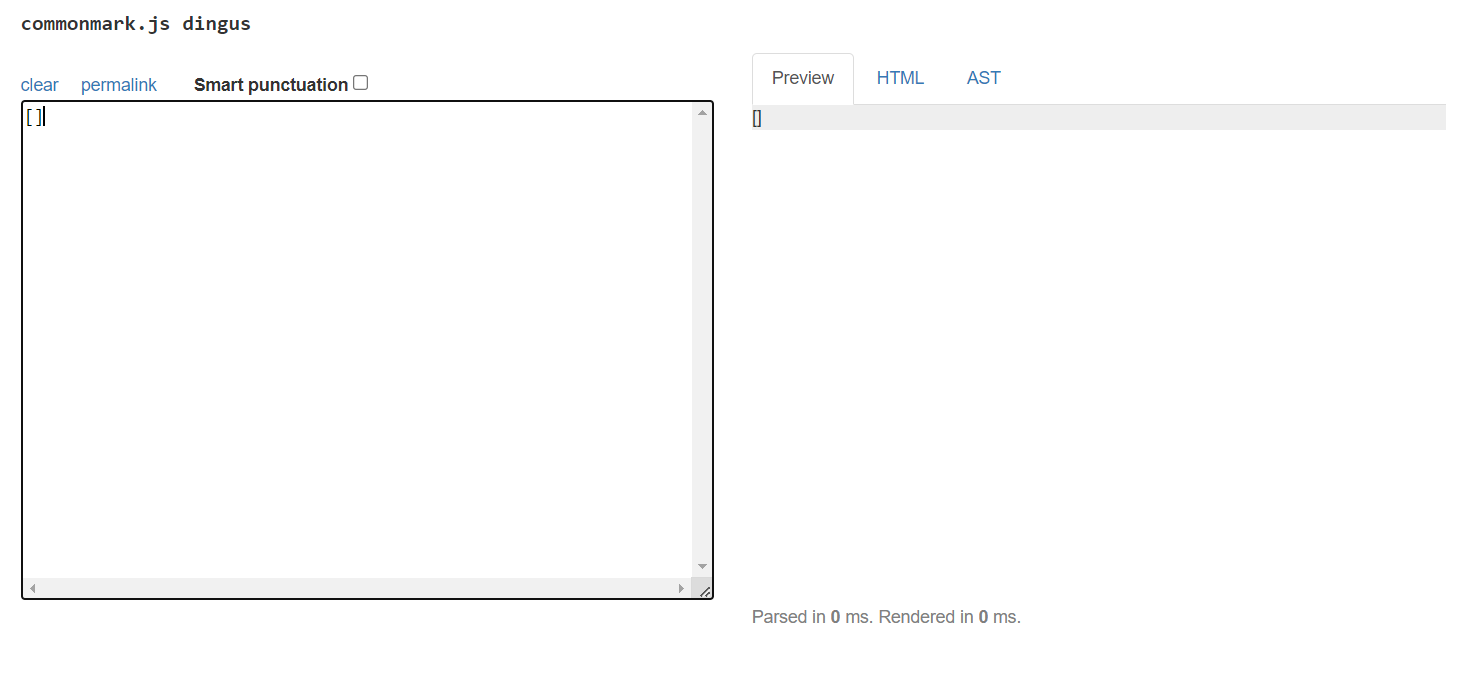 commonmark.js dingus
clear permalink Smart punctuation
Preview HTML AST
[]
[]
Parsed in 0 ms. Rendered in 0 ms.